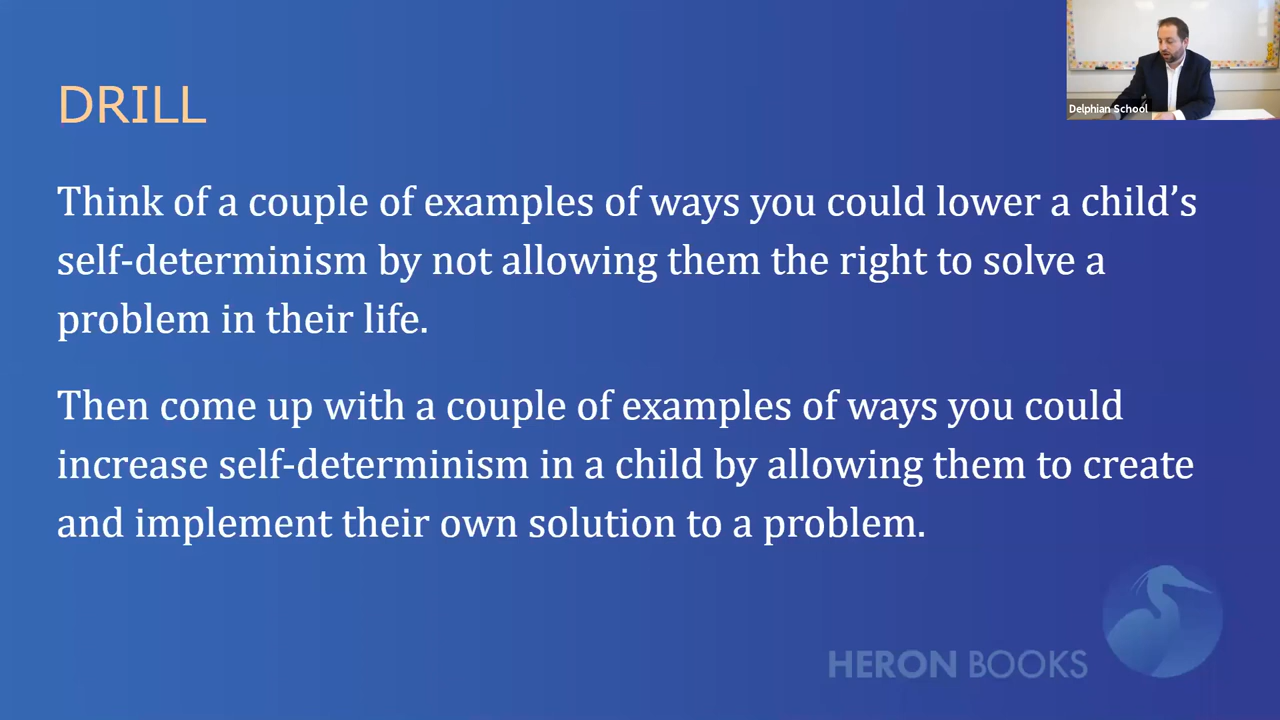 Delphian School
DRILL
Think of a couple of examples of ways you could lower a child’s
self-determinism by not allowing them the right to solve a
problem in their life.
Then come up with a couple of examples of ways you could
increase self-determinism in a child by allowing them to create
and implement their own solution to a problem.
HERON BOOKS